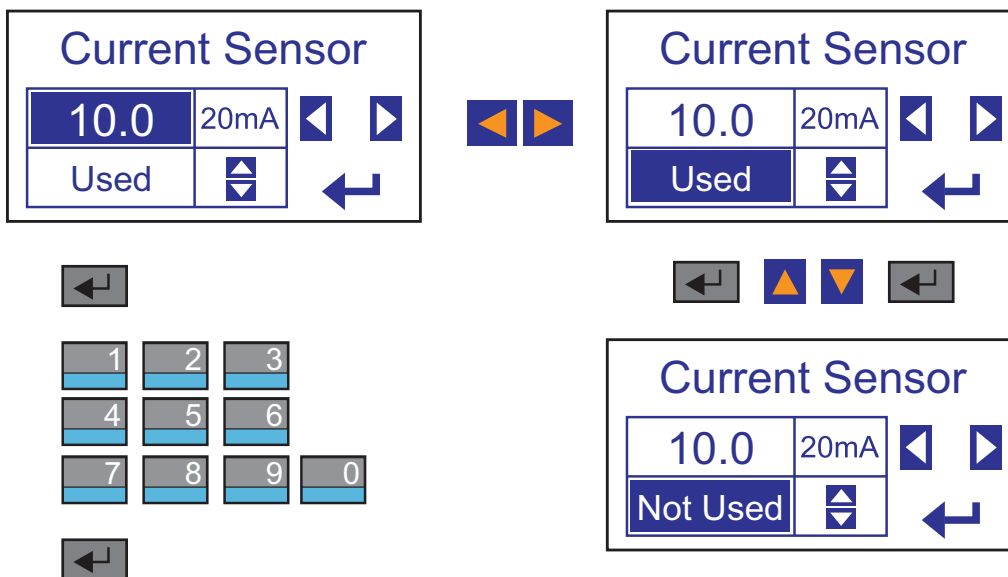 Current Sensor
10.0 20mA
Used
Current Sensor
10.0 20mA
Used
1 2 3
4 5 6
7 8 9 0
Current Sensor
10.0 20mA
Not Used